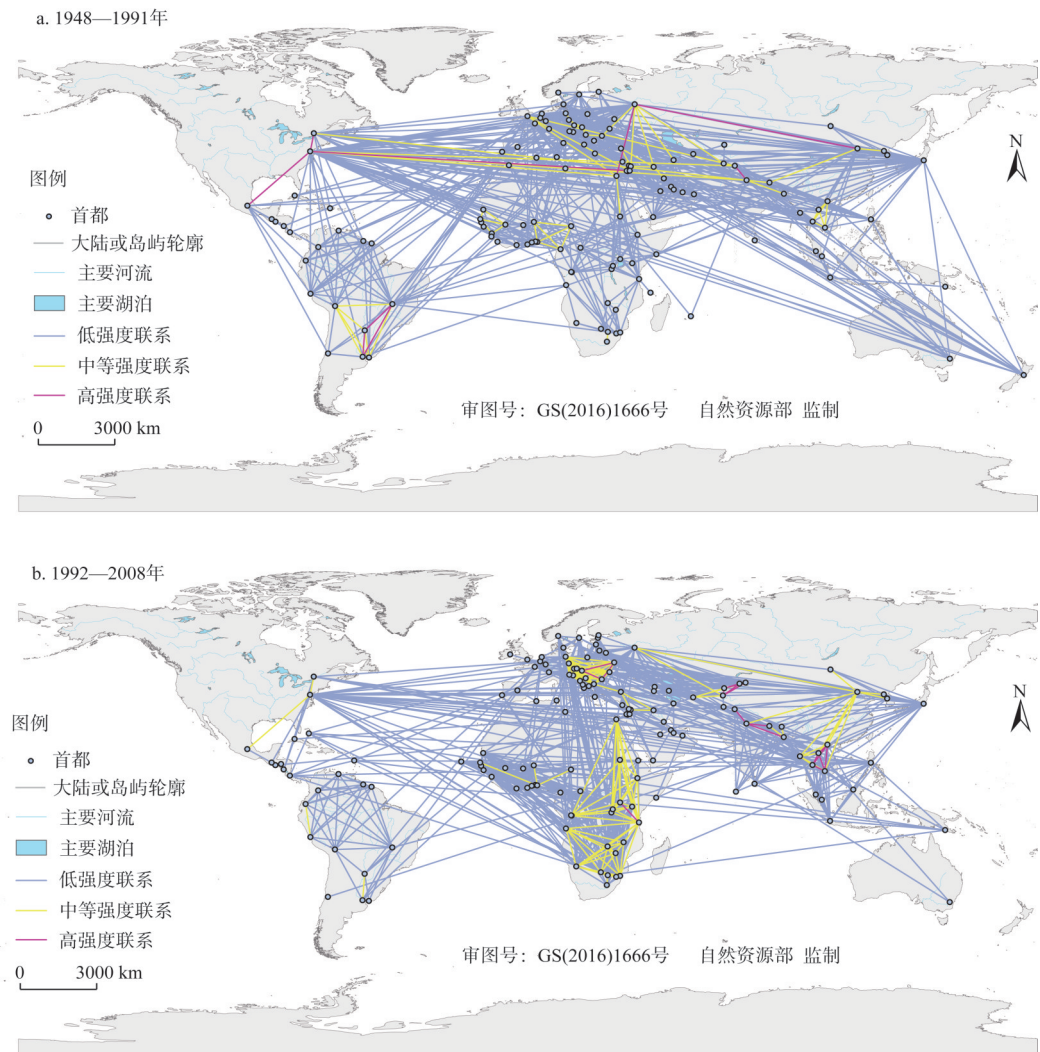 a. 1948—1991年
N
图例
首都
大陆或岛屿轮廓
主要河流
主要湖泊
低强度联系
中等强度联系
高强度联系
0 3000 km
审图号：GS(2016)1666号 自然资源部 监制
b. 1992—2008年
N
图例
首都
大陆或岛屿轮廓
主要河流
主要湖泊
低强度联系
中等强度联系
高强度联系
0 3000 km
审图号：GS(2016)1666号 自然资源部 监制